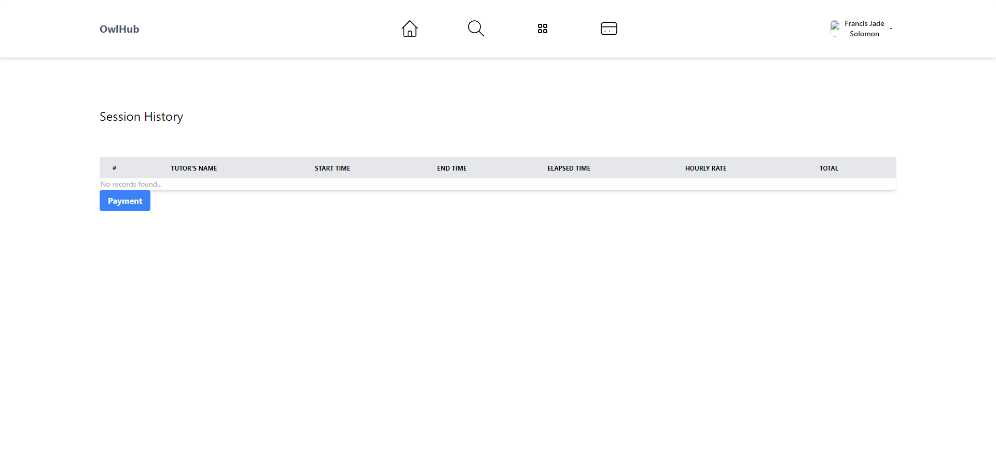 OwlHub
Francis Jade
Solomon
Session History
# TUTOR'S NAME START TIME END TIME ELAPSED TIME HOURLY RATE TOTAL
No records found...
Payment